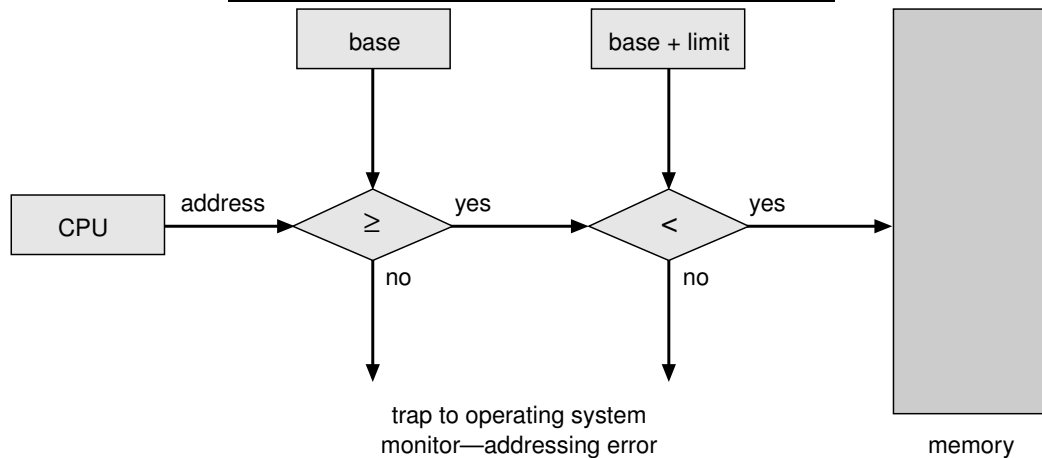 base
base + limit
CPU
address
≥
yes
<
yes
no
no
trap to operating system
monitor—addressing error
memory